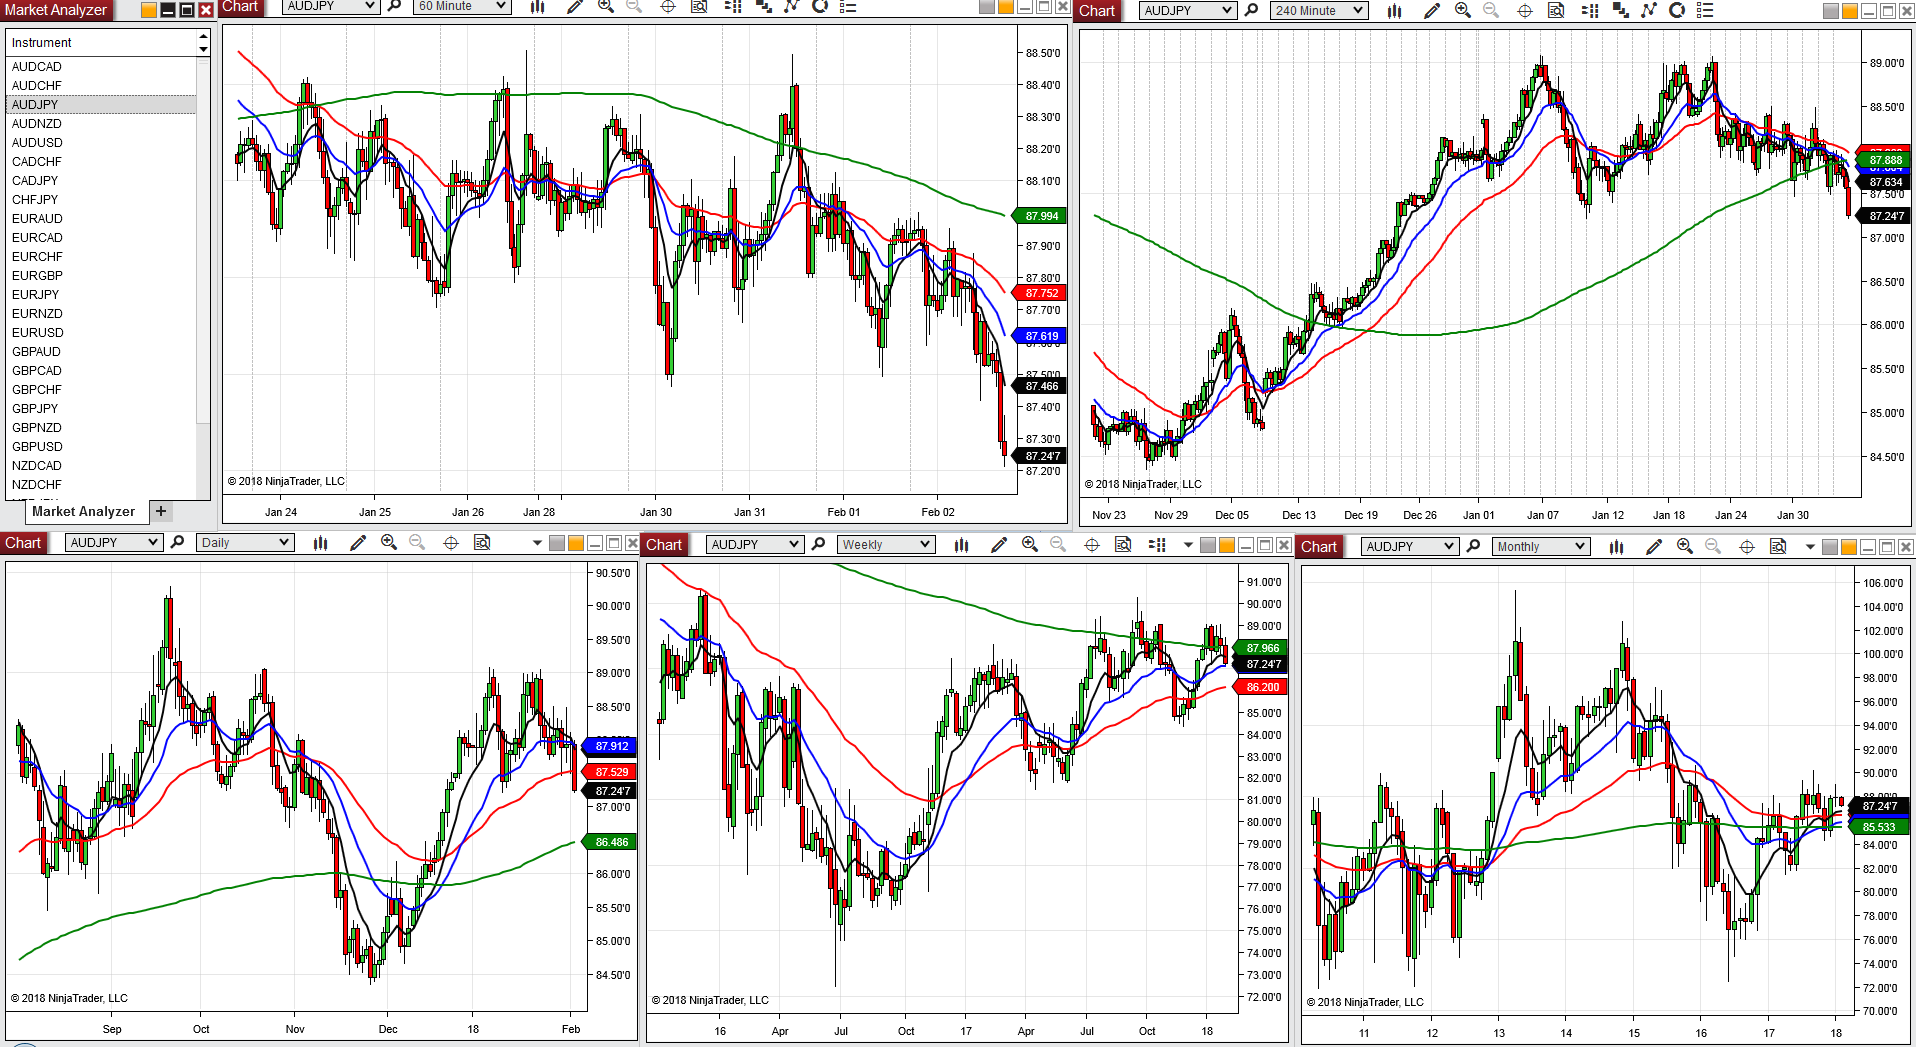 Market Analyzer
Instrument
AUDCAD
AUDCHF
AUDJPY
AUDNZD
AUDUSD
CADCHF
CADJPY
CHFJPY
EURAUD
EURCAD
EURCHF
EURGBP
EURJPY
EURNZD
EURUSD
GBPAUD
GBPCAD
GBPCHF
GBPJPY
GBPNZD
GBPUSD
NZDCAD
NZDCHF
Market Analyzer +
Chart AUDJPY 60 Minute
88.50'0
88.40'0
88.30'0
88.20'0
88.10'0
87.994
87.90'0
87.80'0
87.752
87.70'0
87.619
87.60'0
87.50'0
87.466
87.40'0
87.30'0
87.24'7
87.20'0
© 2018 NinjaTrader, LLC
Jan 24 Jan 25 Jan 26 Jan 28 Jan 30 Jan 31 Feb 01 Feb 02
Chart AUDJPY 240 Minute
89.00'0
88.50'0
87.888
87.634
87.50'0
87.24'7
87.00'0
86.50'0
86.00'0
85.50'0
85.00'0
84.50'0
© 2018 NinjaTrader, LLC
Nov 23 Nov 29 Dec 05 Dec 13 Dec 19 Dec 26 Jan 01 Jan 07 Jan 12 Jan 18 Jan 24 Jan 30
Chart AUDJPY Daily
90.50'0
90.00'0
89.50'0
89.00'0
88.50'0
87.912
87.529
87.24'7
87.00'0
86.486
86.00'0
85.50'0
85.00'0
84.50'0
© 2018 NinjaTrader, LLC
Sep Oct Nov Dec 18 Feb
Chart AUDJPY Weekly
91.00'0
90.00'0
89.00'0
87.966
87.24'7
86.200
85.00'0
84.00'0
83.00'0
82.00'0
81.00'0
80.00'0
79.00'0
78.00'0
77.00'0
76.00'0
75.00'0
74.00'0
73.00'0
72.00'0
© 2018 NinjaTrader, LLC
16 Apr Jul Oct 17 Apr Jul Oct 18
Chart AUDJPY Monthly
106.00'0
104.00'0
102.00'0
100.00'0
98.00'0
96.00'0
94.00'0
92.00'0
90.00'0
87.24'7
85.533
84.00'0
82.00'0
80.00'0
78.00'0
76.00'0
74.00'0
72.00'0
70.00'0
© 2018 NinjaTrader, LLC
11 12 13 14 15 16 17 18